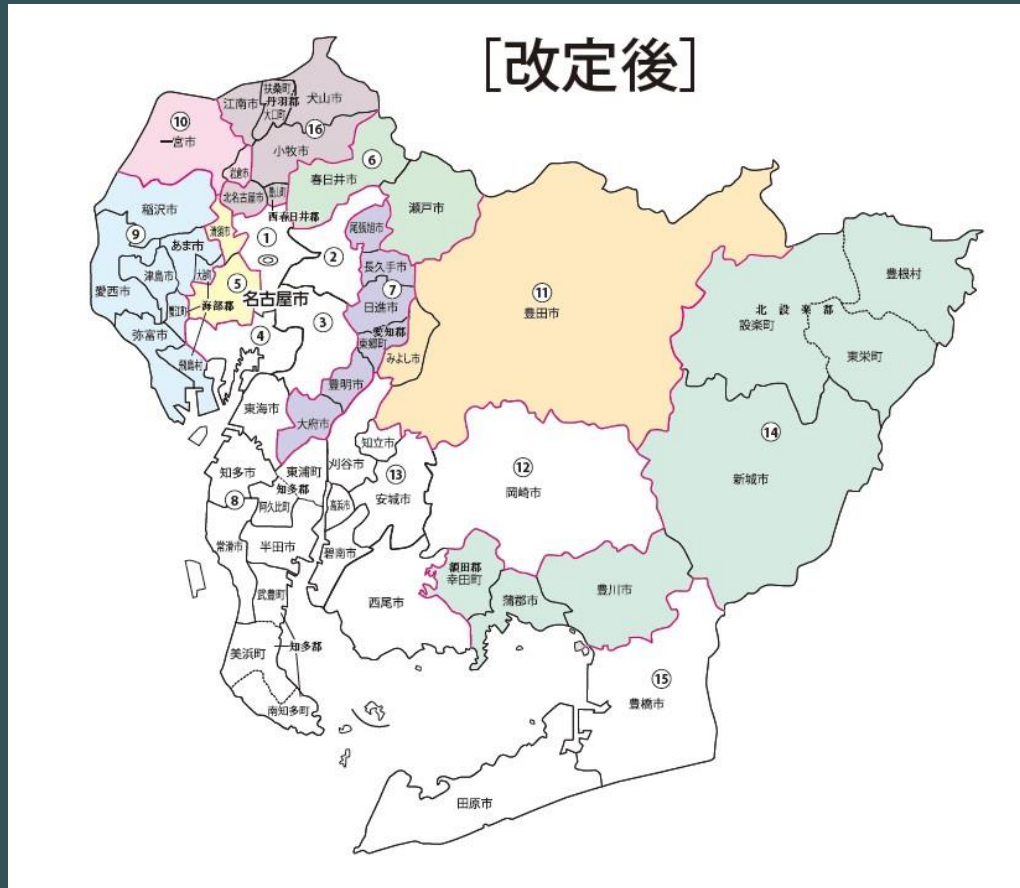 [改定後]
扶桑町
江南市
丹羽郡
犬山市
大口町
⑩
一宮市
⑯
小牧市
⑥
岩倉市
春日井市
北名古屋市
豊山町
瀬戸市
稲沢市
西春日井郡
清須市
尾張旭市
①
⑨
あま市
②
長久手市
津島市
大治町
⑤
⑦
愛西市
名古屋市
日進市
⑪
豊田市
蟹江町
海部郡
③
弥富市
④
愛知郡
東郷町
みよし市
飛島村
豊明市
豊根村
北設楽郡
設楽町
東栄町
東海市
大府市
知立市
⑭
知多市
東浦町
刈谷市
⑬
⑫
安城市
岡崎市
新城市
⑧
知多郡
阿久比町
高浜市
常滑市
半田市
碧南市
額田郡
幸田町
豊川市
武豊町
西尾市
蒲郡市
美浜町
知多郡
⑮
豊橋市
南知多町
田原市